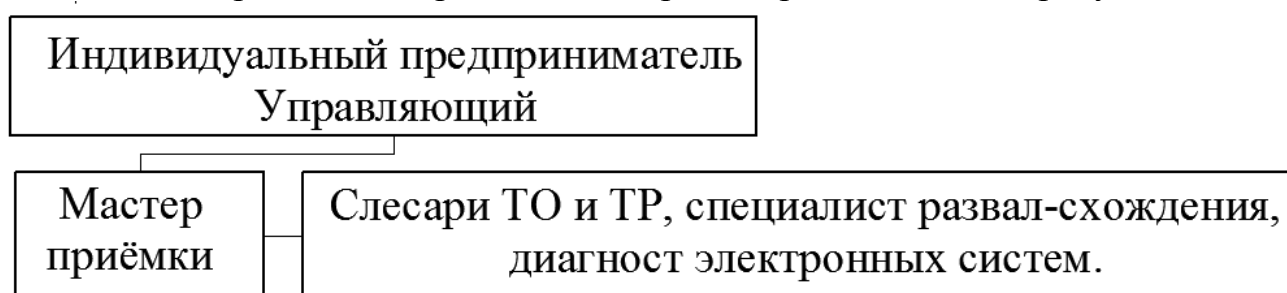 Индивидуальный предприниматель
Управляющий
Мастер
приёмки
Слесари ТО и ТР, специалист развал-схождения,
диагност электронных систем.